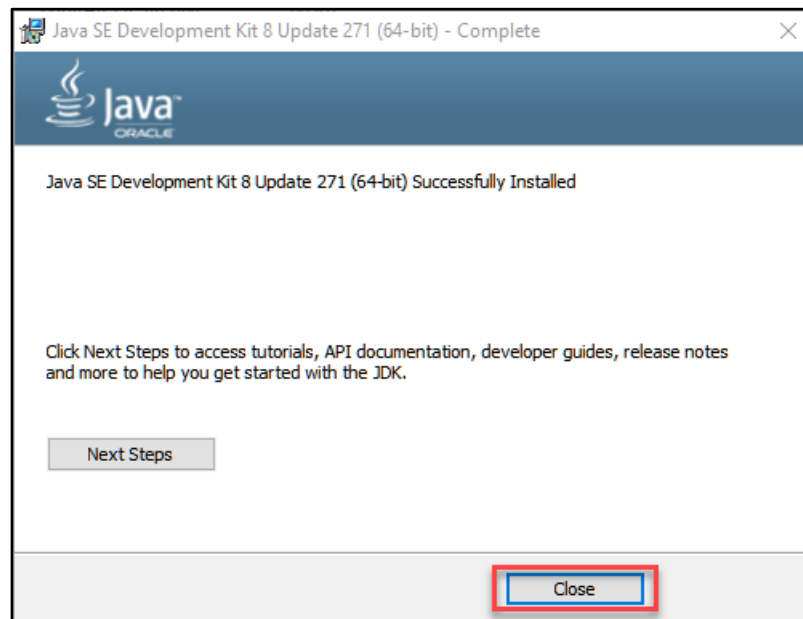 Java SE Development Kit 8 Update 271 (64-bit) - Complete
Java™
ORACLE
Java SE Development Kit 8 Update 271 (64-bit) Successfully Installed
Click Next Steps to access tutorials, API documentation, developer guides, release notes
and more to help you get started with the JDK.
Next Steps
Close